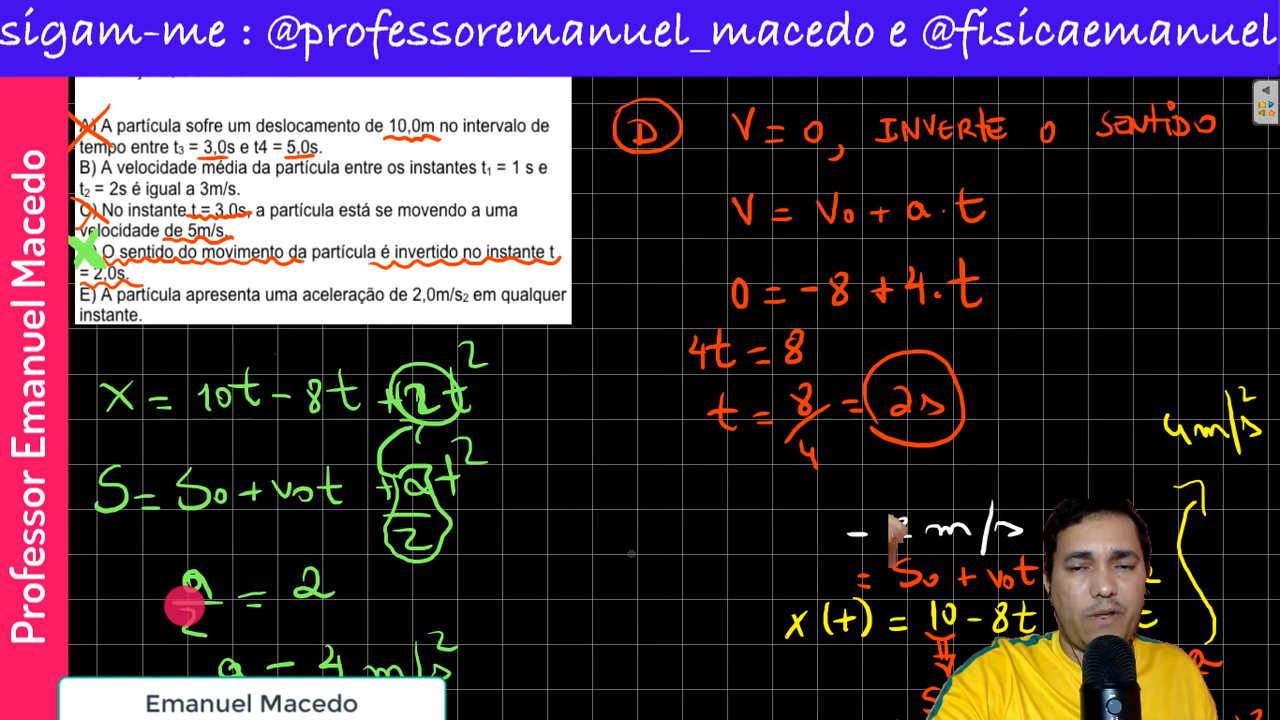 sigam-me : @professoremanuel_macedo e @fisicaemanuel
Professor Emanuel Macedo
A) A partícula sofre um deslocamento de 10,0m no intervalo de
tempo entre t₃ = 3,0s e t4 = 5,0s.
B) A velocidade média da partícula entre os instantes t₁ = 1 s e
t₂ = 2s é igual a 3m/s.
C) No instante t = 3,0s, a partícula está se movendo a uma
velocidade de 5m/s.
O sentido do movimento da partícula é invertido no instante t
= 2,0s.
E) A partícula apresenta uma aceleração de 2,0m/s₂ em qualquer
instante.
X = 10t - 8t + 2t²
S = S₀ + v₀t + at²
2
a/2 = 2
a = 4 m/s²
D V = 0, INVERTE O SENTIDO
V = V₀ + a.t
0 = -8 + 4.t
4t = 8
t = 8/4 = 2s
4m/s²
- m/s
= S₀ + v₀t
x(t) = 10 - 8t
Emanuel Macedo